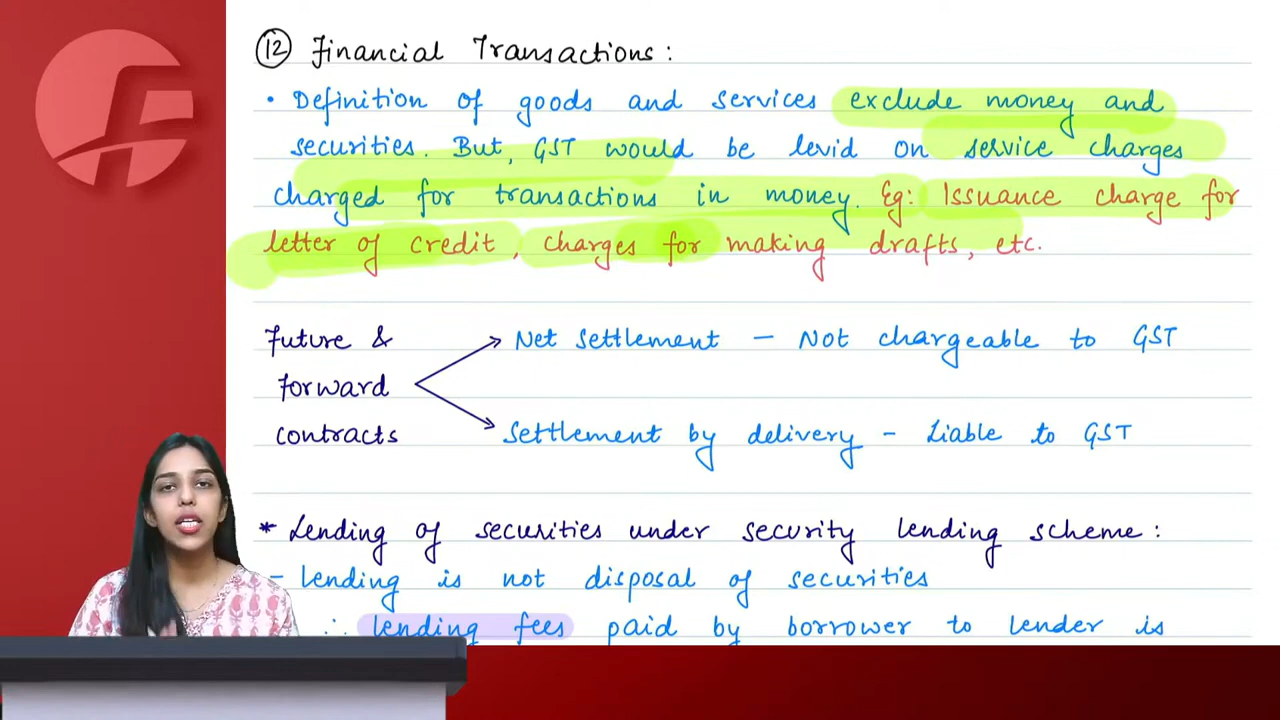 12 Financial Transactions:
• Definition of goods and services exclude money and
securities. But, GST would be levid on service charges
charged for transactions in money. Eg: Issuance charge for
letter of credit, charges for making drafts, etc.
Future &
forward
contracts
Net settlement — Not chargeable to GST
Settlement by delivery - Liable to GST
* Lending of securities under security lending scheme:
- Lending is not disposal of securities
∴ lending fees paid by borrower to lender is